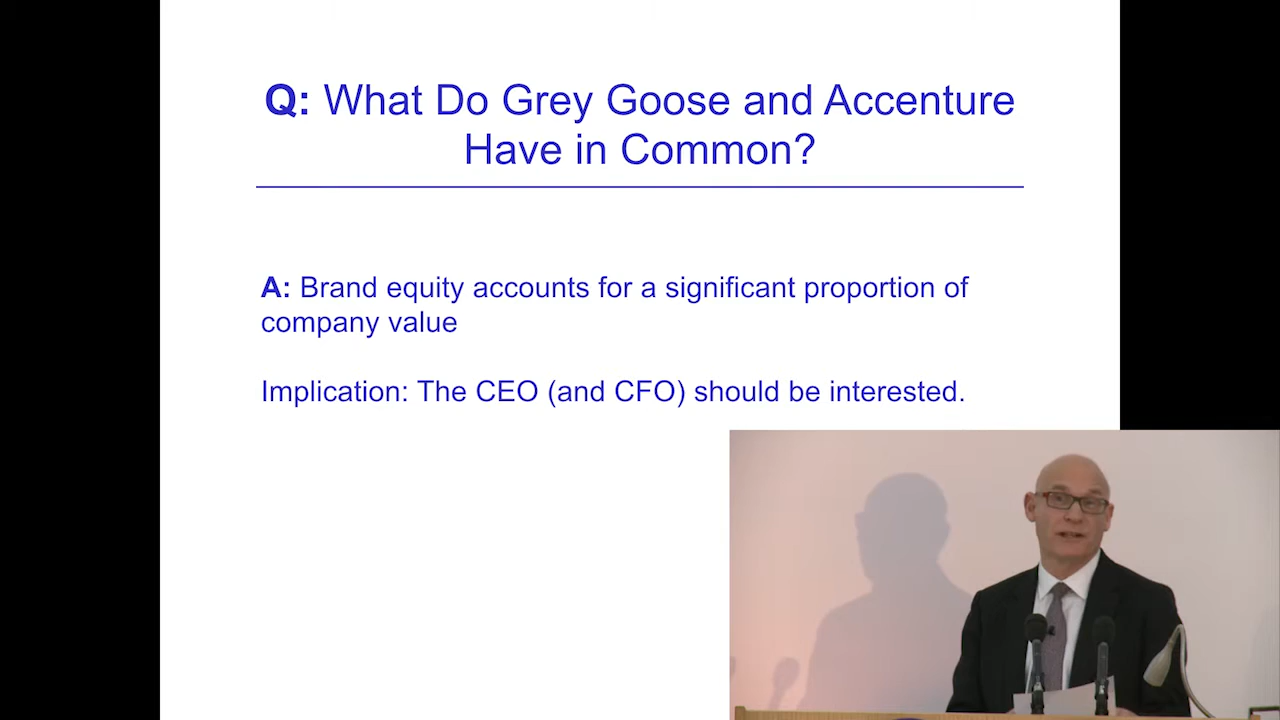 Q: What Do Grey Goose and Accenture
Have in Common?
A: Brand equity accounts for a significant proportion of
company value
Implication: The CEO (and CFO) should be interested.